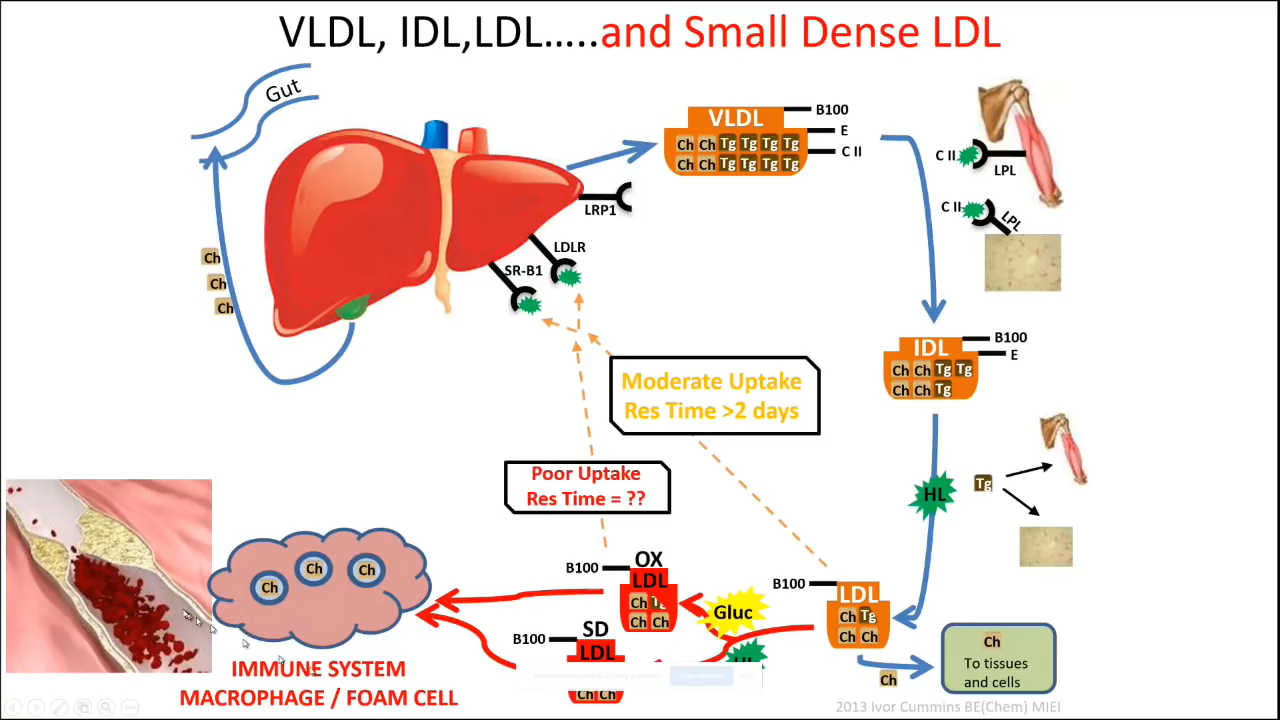 VLDL, IDL,LDL.....and Small Dense LDL
Gut
Ch
Ch
Ch
LRP1
LDLR
SR-B1
VLDL
Ch Ch Tg Tg Tg Tg
Ch Ch Tg Tg Tg Tg
B100
E
C II
C II
LPL
C II
LPL
IDL
Ch Ch Tg Tg
Ch Ch Tg
B100
E
Moderate Uptake
Res Time >2 days
Poor Uptake
Res Time = ??
HL
Tg
Ch
Ch
Ch
IMMUNE SYSTEM
MACROPHAGE / FOAM CELL
OX
B100
LDL
Ch Tg
Ch Ch
SD
B100
LDL
Ch Ch
Gluc
HL
B100
LDL
Ch Tg
Ch Ch
Ch
Ch
To tissues
and cells
2013 Ivor Cummins BE(Chem) MIEI